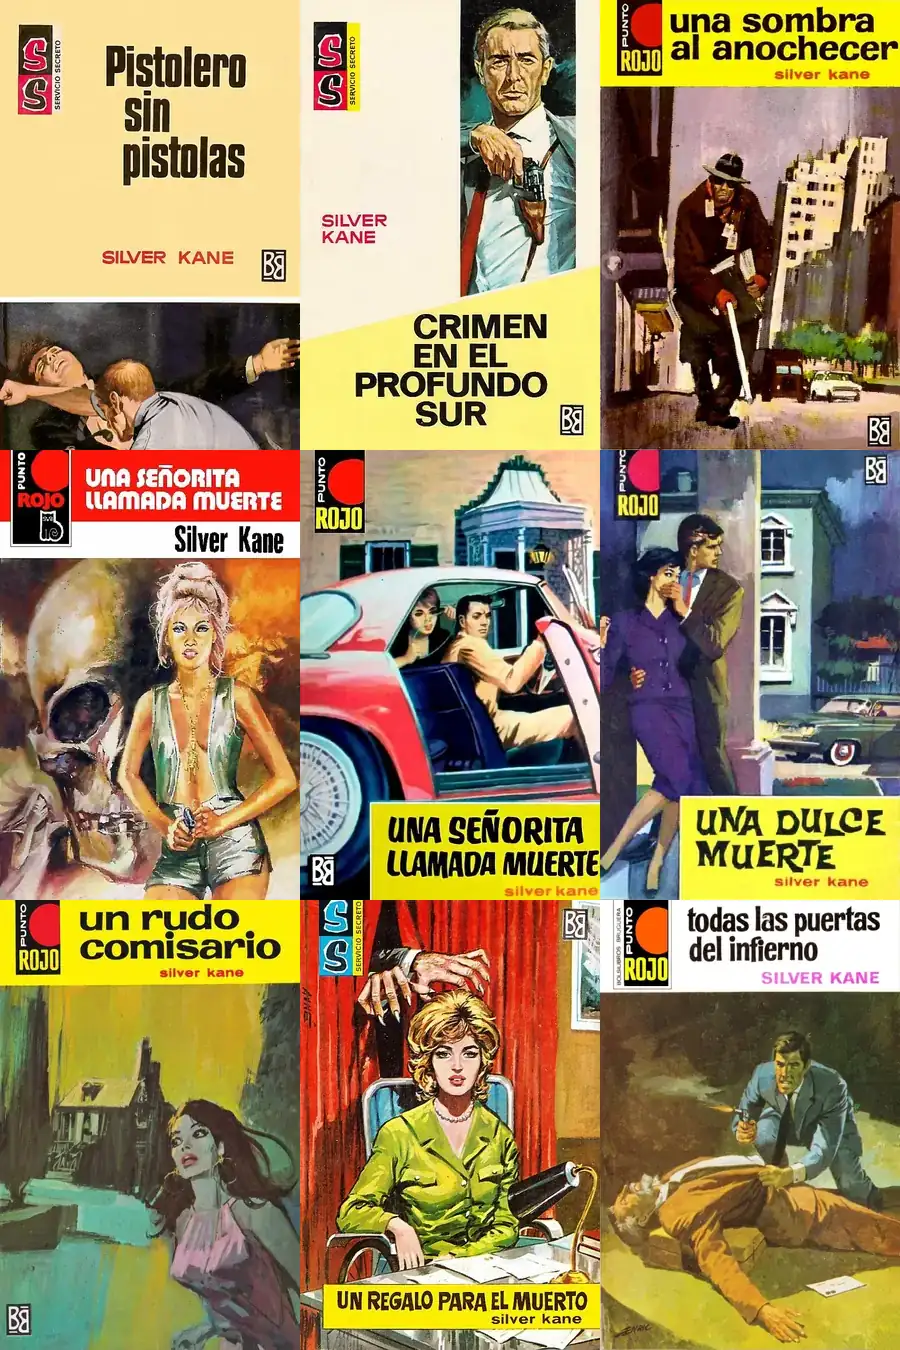 SERVICIO SECRETO
Pistolero
sin
pistolas
SILVER KANE
SERVICIO SECRETO
SILVER
KANE
CRIMEN
EN EL
PROFUNDO
SUR
PUNTO
ROJO
una sombra
al anochecer
silver kane
PUNTO
ROJO
UNA SEÑORITA
LLAMADA MUERTE
Silver Kane
PUNTO
ROJO
UNA SEÑORITA
LLAMADA MUERTE
silver kane
PUNTO
ROJO
UNA DULCE
MUERTE
silver kane
PUNTO
ROJO
un rudo
comisario
silver kane
SERVICIO SECRETO
UN REGALO PARA EL MUERTO
silver kane
BOLSILIBROS BRUGUERA
PUNTO
ROJO
todas las puertas
del infierno
SILVER KANE